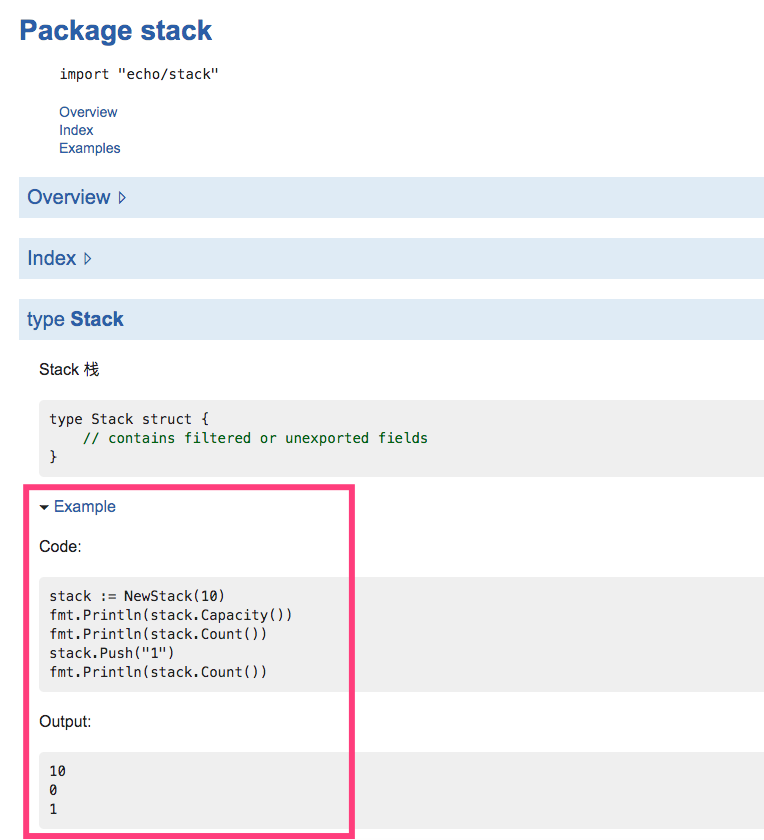 Package stack
import "echo/stack"
Overview
Index
Examples
Overview ▹
Index ▹
type Stack
Stack 栈
type Stack struct {
    // contains filtered or unexported fields
}
▾ Example
Code:
stack := NewStack(10)
fmt.Println(stack.Capacity())
fmt.Println(stack.Count())
stack.Push("1")
fmt.Println(stack.Count())
Output:
10
0
1